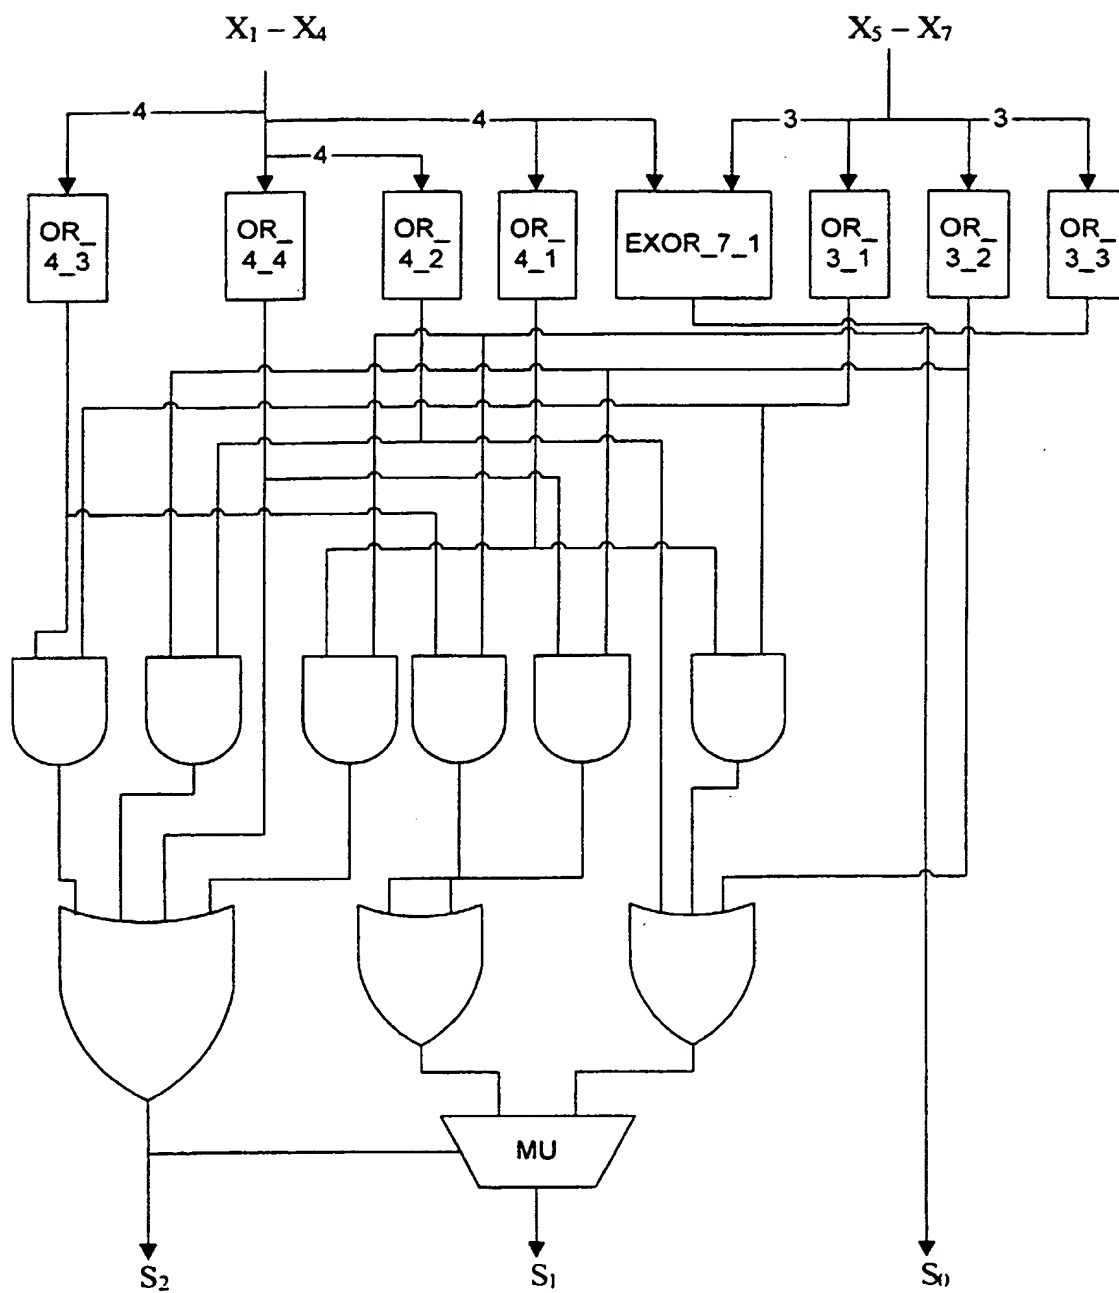 X₁ – X₄
X₅ – X₇
4
4
3
3
4
OR_
4_3
OR_
4_4
OR_
4_2
OR_
4_1
EXOR_7_1
OR_
3_1
OR_
3_2
OR_
3_3
MU
S₂
S₁
S₀